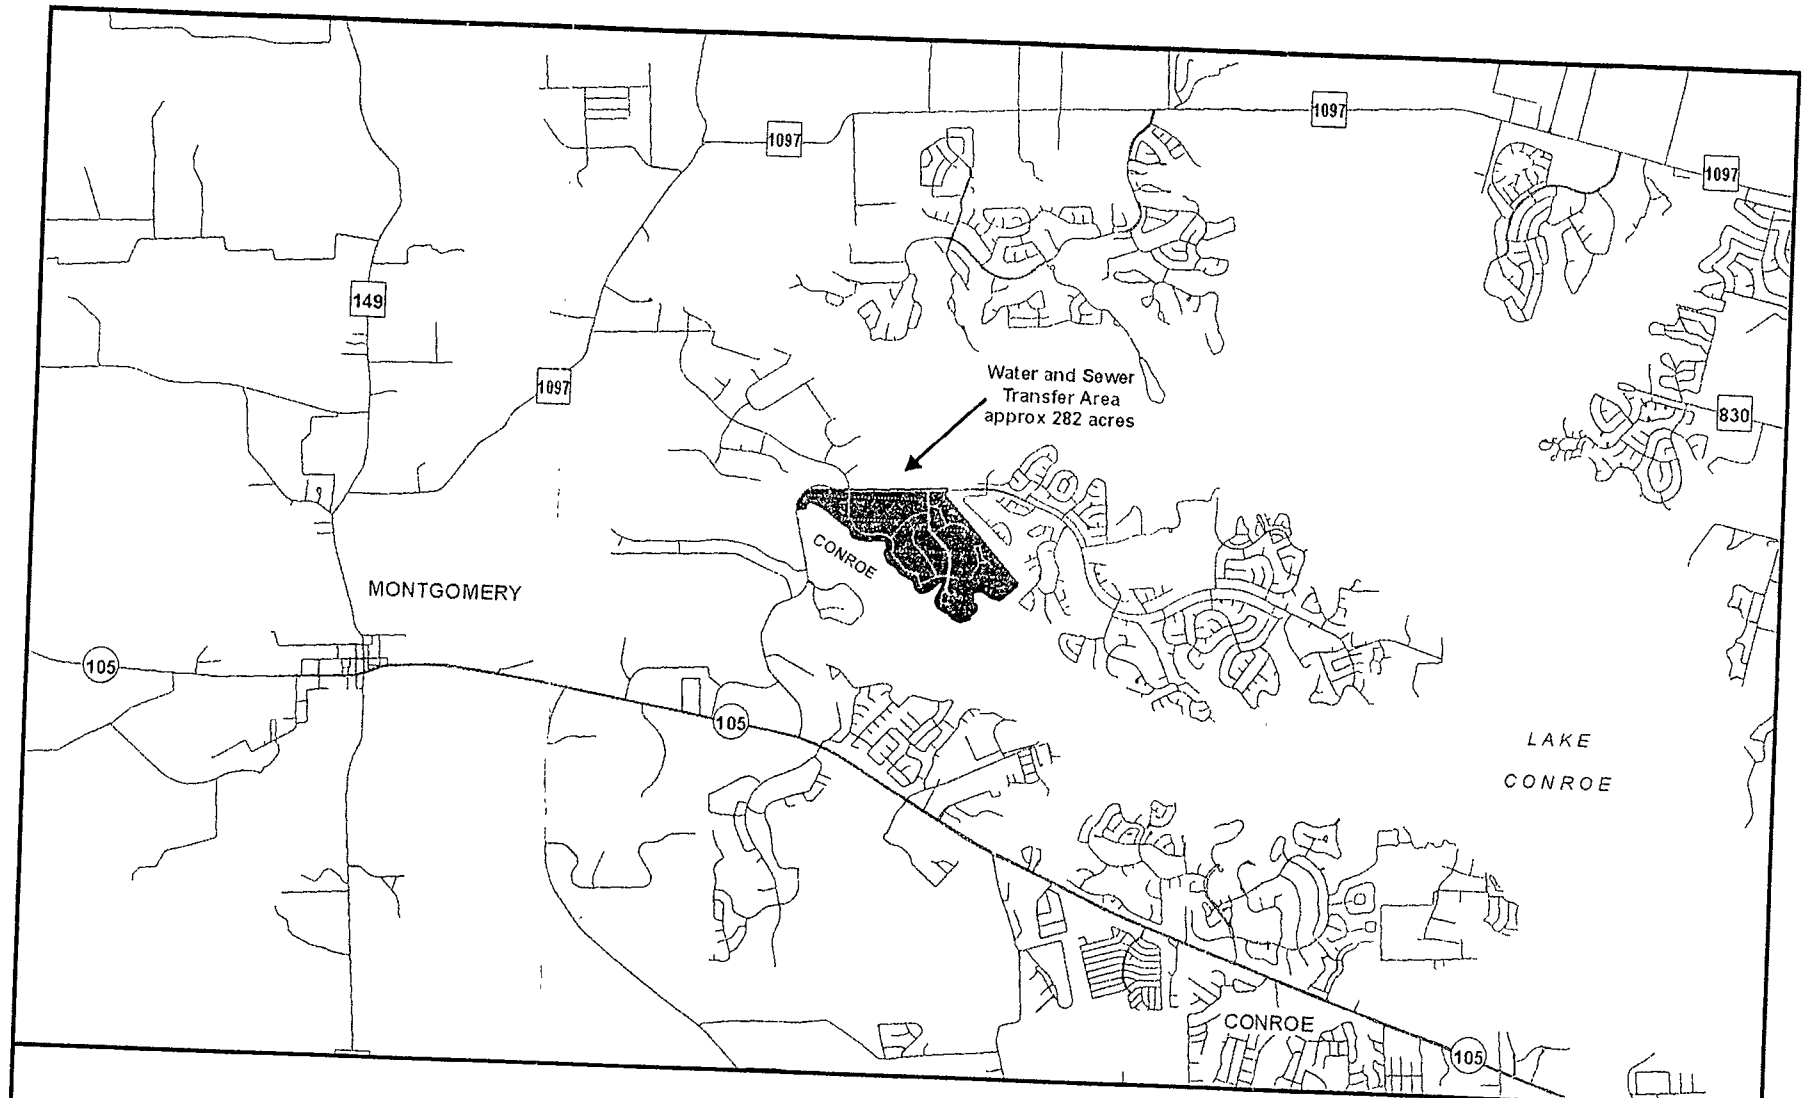 1097
1097
1097
149
1097
Water and Sewer
Transfer Area
approx 282 acres
830
CONROE
MONTGOMERY
105
105
LAKE
CONROE
CONROE
105